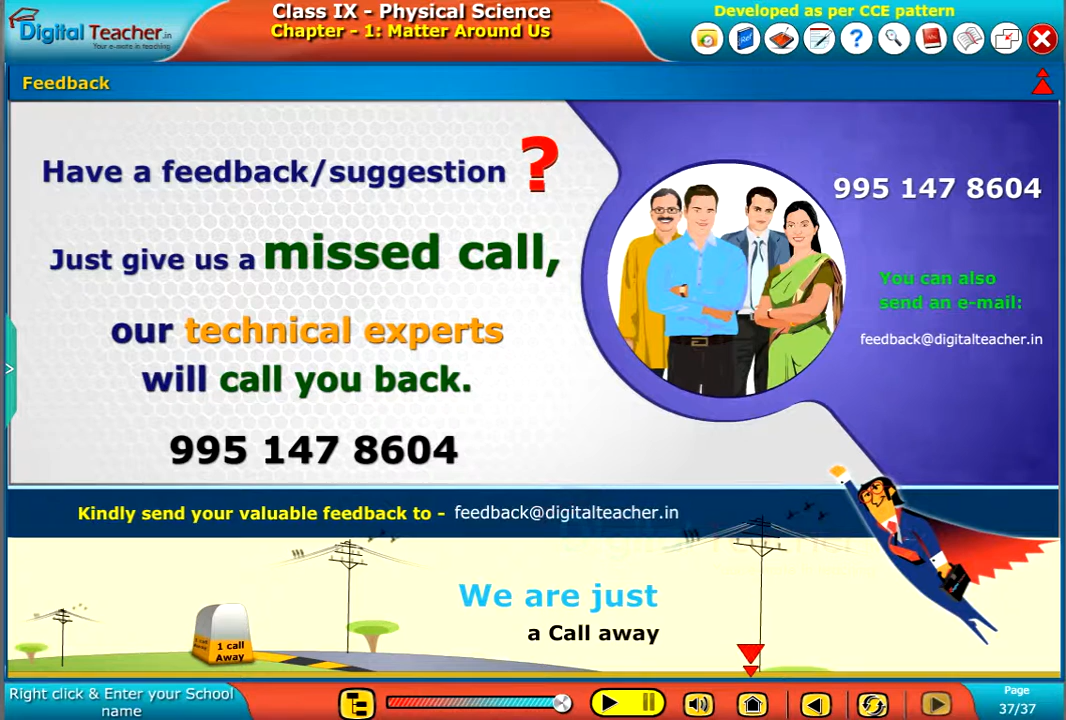 Digital Teacher.in
Your e-mate in teaching
Class IX - Physical Science
Chapter - 1: Matter Around Us
Developed as per CCE pattern
Feedback
Have a feedback/suggestion ?
Just give us a missed call,
our technical experts
will call you back.
995 147 8604
995 147 8604
You can also
send an e-mail:
feedback@digitalteacher.in
Kindly send your valuable feedback to - feedback@digitalteacher.in
We are just
a Call away
1 call
Away
Right click & Enter your School
name
Page
37/37